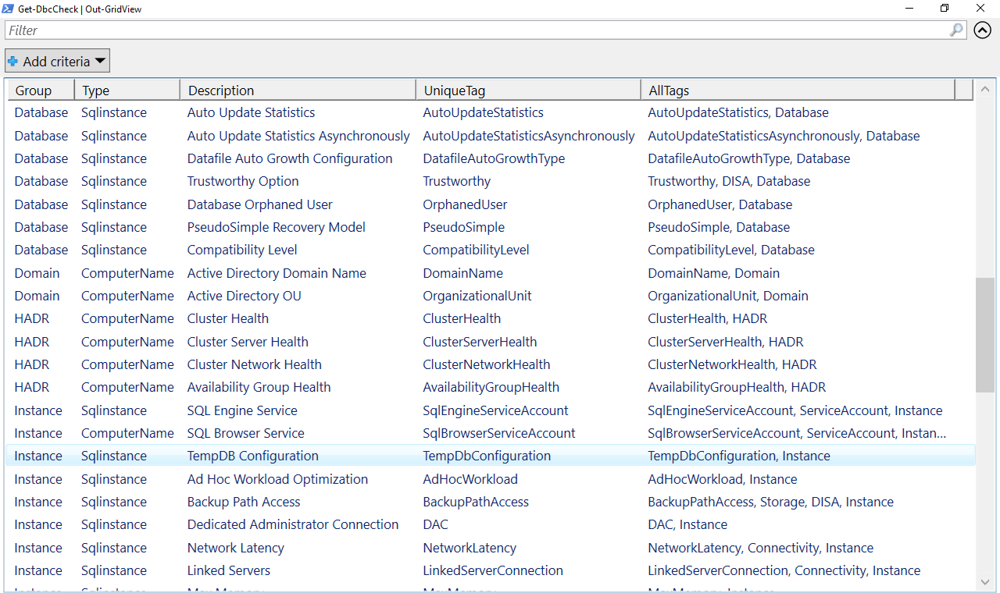 Get-DbcCheck | Out-GridView
Filter
Add criteria
Group Type Description UniqueTag AllTags
Database Sqlinstance Auto Update Statistics AutoUpdateStatistics AutoUpdateStatistics, Database
Database Sqlinstance Auto Update Statistics Asynchronously AutoUpdateStatisticsAsynchronously AutoUpdateStatisticsAsynchronously, Database
Database Sqlinstance Datafile Auto Growth Configuration DatafileAutoGrowthType DatafileAutoGrowthType, Database
Database Sqlinstance Trustworthy Option Trustworthy Trustworthy, DISA, Database
Database Sqlinstance Database Orphaned User OrphanedUser OrphanedUser, Database
Database Sqlinstance PseudoSimple Recovery Model PseudoSimple PseudoSimple, Database
Database Sqlinstance Compatibility Level CompatibilityLevel CompatibilityLevel, Database
Domain ComputerName Active Directory Domain Name DomainName DomainName, Domain
Domain ComputerName Active Directory OU OrganizationalUnit OrganizationalUnit, Domain
HADR ComputerName Cluster Health ClusterHealth ClusterHealth, HADR
HADR ComputerName Cluster Server Health ClusterServerHealth ClusterServerHealth, HADR
HADR ComputerName Cluster Network Health ClusterNetworkHealth ClusterNetworkHealth, HADR
HADR ComputerName Availability Group Health AvailabilityGroupHealth AvailabilityGroupHealth, HADR
Instance Sqlinstance SQL Engine Service SqlEngineServiceAccount SqlEngineServiceAccount, ServiceAccount, Instance
Instance ComputerName SQL Browser Service SqlBrowserServiceAccount SqlBrowserServiceAccount, ServiceAccount, Instan...
Instance Sqlinstance TempDB Configuration TempDbConfiguration TempDbConfiguration, Instance
Instance Sqlinstance Ad Hoc Workload Optimization AdHocWorkload AdHocWorkload, Instance
Instance Sqlinstance Backup Path Access BackupPathAccess BackupPathAccess, Storage, DISA, Instance
Instance Sqlinstance Dedicated Administrator Connection DAC DAC, Instance
Instance Sqlinstance Network Latency NetworkLatency NetworkLatency, Connectivity, Instance
Instance Sqlinstance Linked Servers LinkedServerConnection LinkedServerConnection, Connectivity, Instance
Instance Sqlinstance Max Memory MaxMemory MaxMemory, Instance